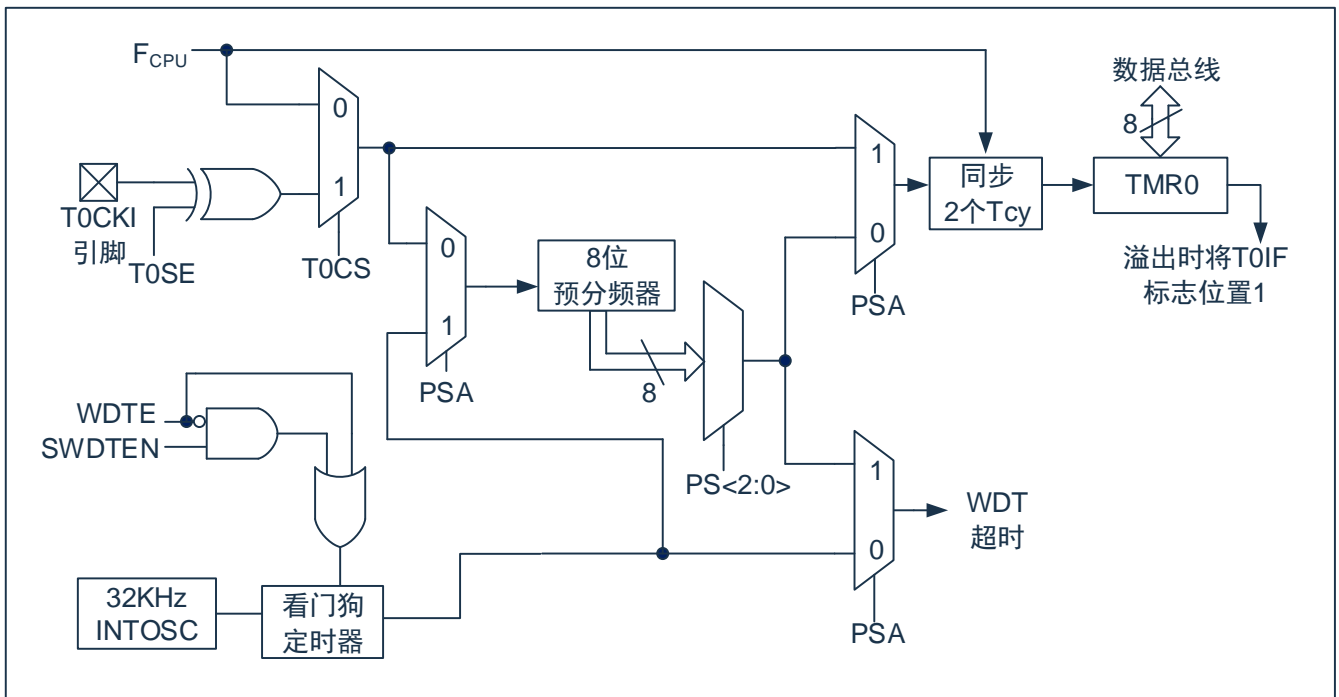 FCPU
数据总线
8
0
1
T0CKI
引脚
T0SE
T0CS
0
1
PSA
8位
预分频器
8
PS<2:0>
1
0
PSA
同步
2个Tcy
TMR0
溢出时将T0IF
标志位置1
WDTE
SWDTEN
32KHz
INTOSC
看门狗
定时器
1
0
PSA
WDT
超时